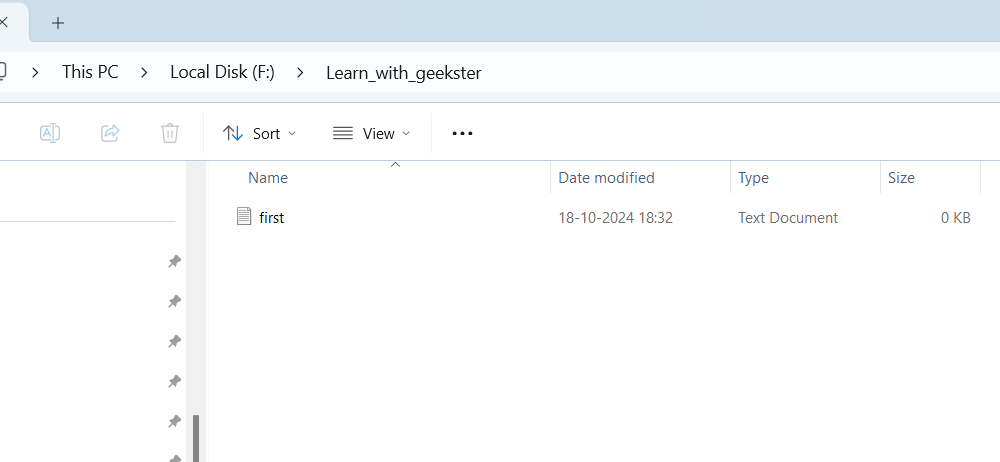 This PC > Local Disk (F:) > Learn_with_geekster
Sort View
Name Date modified Type Size
first 18-10-2024 18:32 Text Document 0 KB